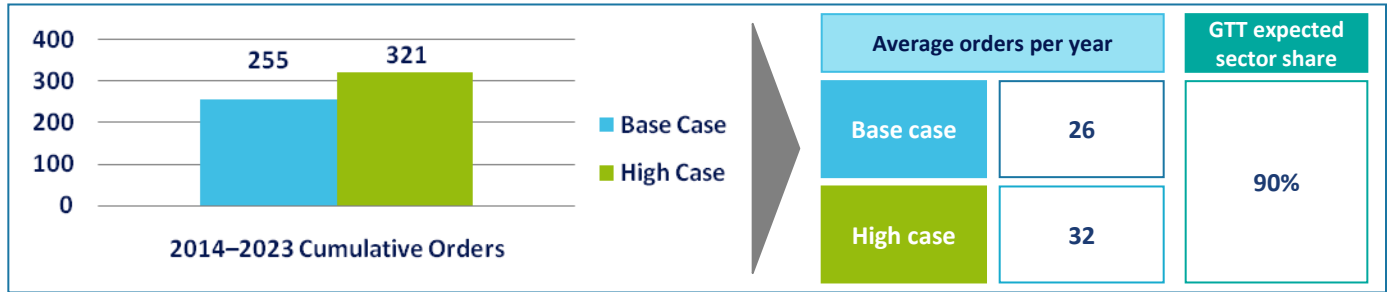 400
300
200
100
0
255
321
2014–2023 Cumulative Orders
Base Case
High Case
Average orders per year
GTT expected
sector share
Base case
26
High case
32
90%